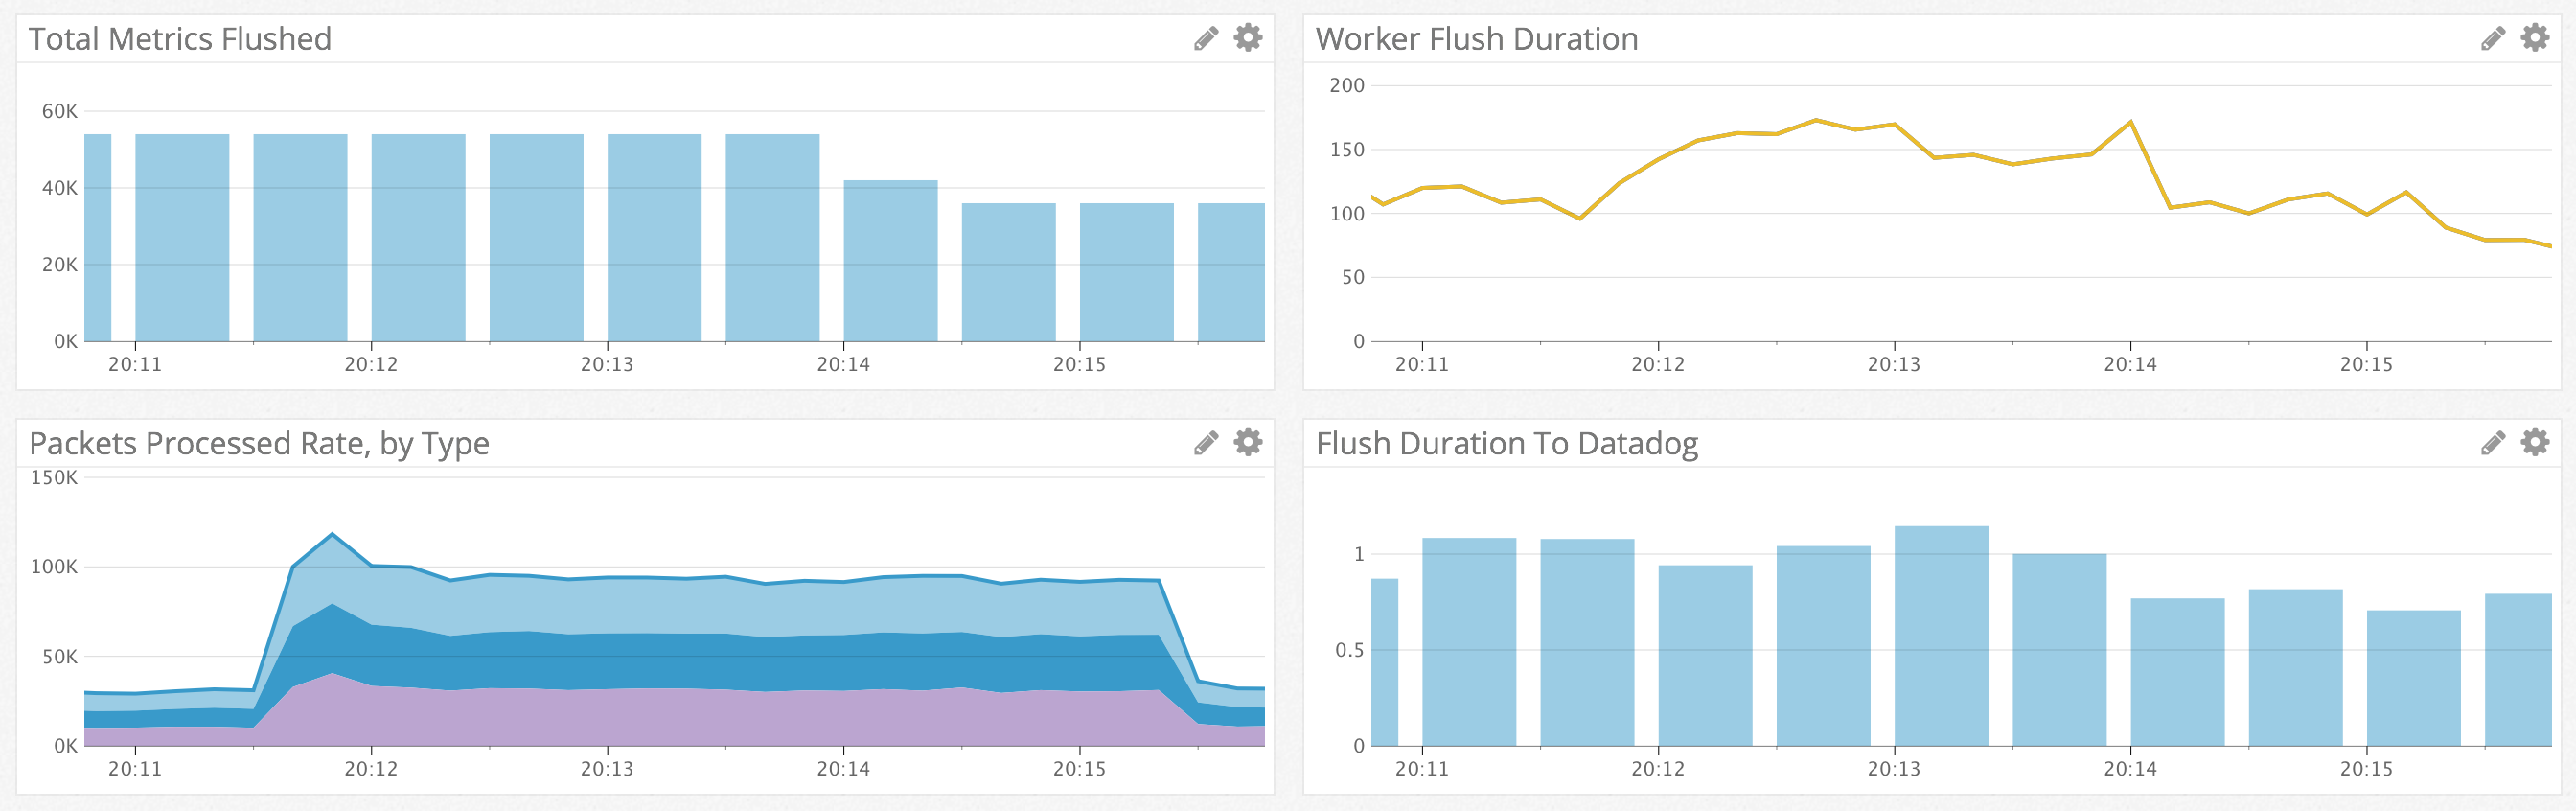 Total Metrics Flushed
60K
40K
20K
0K
20:11 20:12 20:13 20:14 20:15
Worker Flush Duration
200
150
100
50
0
20:11 20:12 20:13 20:14 20:15
Packets Processed Rate, by Type
150K
100K
50K
0K
20:11 20:12 20:13 20:14 20:15
Flush Duration To Datadog
1
0.5
0
20:11 20:12 20:13 20:14 20:15